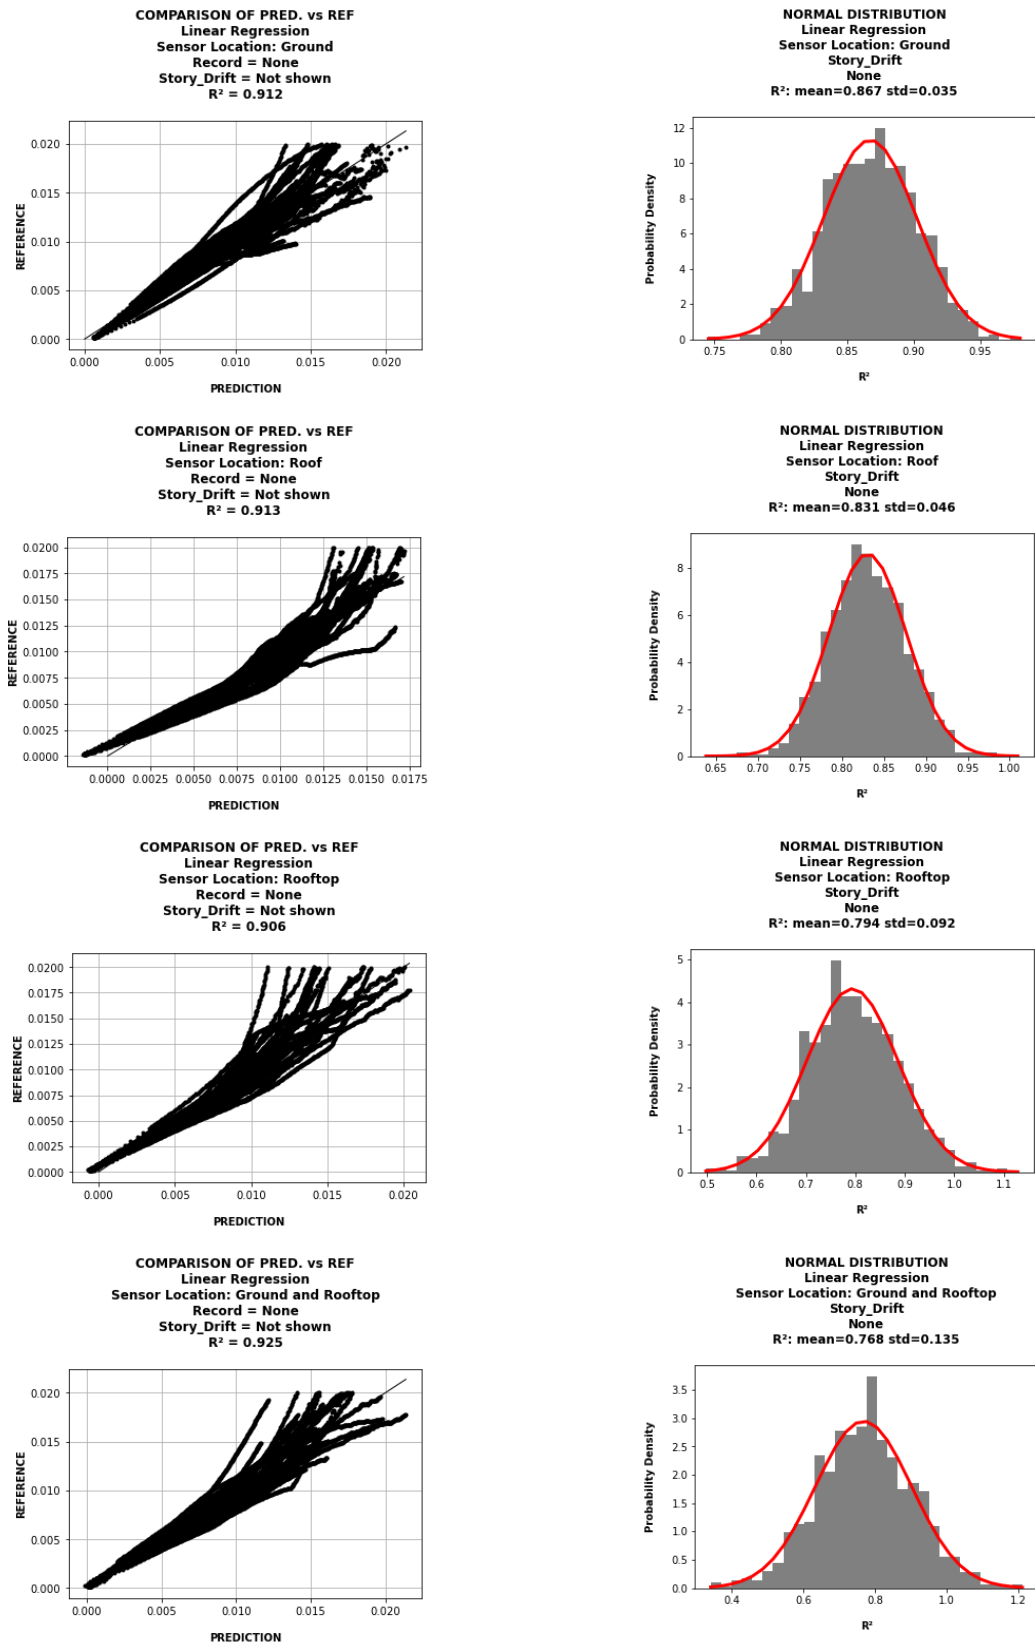 COMPARISON OF PRED. vs REF
Linear Regression
Sensor Location: Ground
Record = None
Story_Drift = Not shown
R² = 0.912
0.020
0.015
0.010
0.005
0.000
REFERENCE
0.000 0.005 0.010 0.015 0.020
PREDICTION
NORMAL DISTRIBUTION
Linear Regression
Sensor Location: Ground
Story_Drift
None
R²: mean=0.867 std=0.035
12
10
8
6
4
2
0
Probability Density
0.75 0.80 0.85 0.90 0.95
R²
COMPARISON OF PRED. vs REF
Linear Regression
Sensor Location: Roof
Record = None
Story_Drift = Not shown
R² = 0.913
0.0200
0.0175
0.0150
0.0125
0.0100
0.0075
0.0050
0.0025
0.0000
REFERENCE
0.0000 0.0025 0.0050 0.0075 0.0100 0.0125 0.0150 0.0175
PREDICTION
NORMAL DISTRIBUTION
Linear Regression
Sensor Location: Roof
Story_Drift
None
R²: mean=0.831 std=0.046
8
6
4
2
0
Probability Density
0.65 0.70 0.75 0.80 0.85 0.90 0.95 1.00
R²
COMPARISON OF PRED. vs REF
Linear Regression
Sensor Location: Rooftop
Record = None
Story_Drift = Not shown
R² = 0.906
0.0200
0.0175
0.0150
0.0125
0.0100
0.0075
0.0050
0.0025
0.0000
REFERENCE
0.000 0.005 0.010 0.015 0.020
PREDICTION
NORMAL DISTRIBUTION
Linear Regression
Sensor Location: Rooftop
Story_Drift
None
R²: mean=0.794 std=0.092
5
4
3
2
1
0
Probability Density
0.5 0.6 0.7 0.8 0.9 1.0 1.1
R²
COMPARISON OF PRED. vs REF
Linear Regression
Sensor Location: Ground and Rooftop
Record = None
Story_Drift = Not shown
R² = 0.925
0.020
0.015
0.010
0.005
0.000
REFERENCE
0.000 0.005 0.010 0.015 0.020
PREDICTION
NORMAL DISTRIBUTION
Linear Regression
Sensor Location: Ground and Rooftop
Story_Drift
None
R²: mean=0.768 std=0.135
3.5
3.0
2.5
2.0
1.5
1.0
0.5
0.0
Probability Density
0.4 0.6 0.8 1.0 1.2
R²